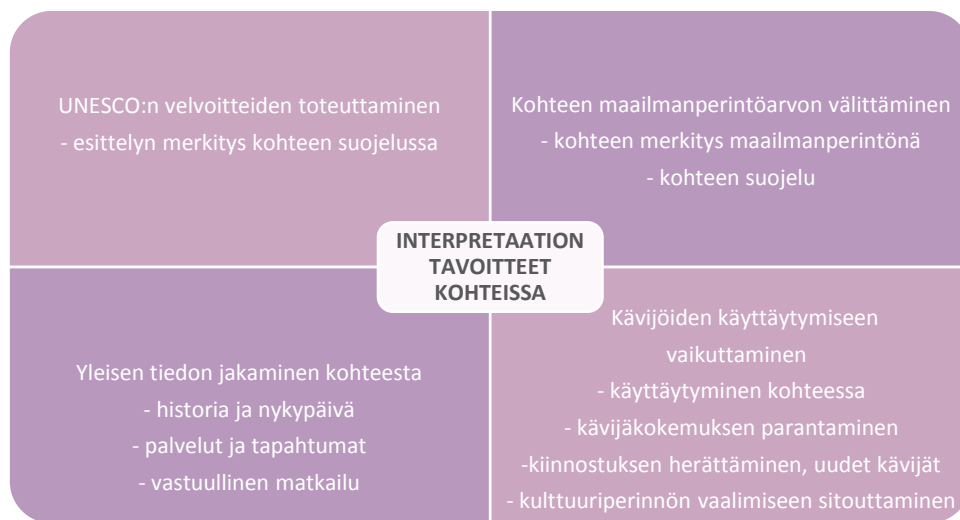 UNESCO:n velvoitteiden toteuttaminen
- esittelyn merkitys kohteen suojelussa
Kohteen maailmanperintöarvon välittäminen
- kohteen merkitys maailmanperintönä
- kohteen suojelu
INTERPRETAATION
TAVOITTEET
KOHTEISSA
Yleisen tiedon jakaminen kohteesta
- historia ja nykypäivä
- palvelut ja tapahtumat
- vastuullinen matkailu
Kävijöiden käyttäytymiseen
vaikuttaminen
- käyttäytyminen kohteessa
- kävijäkokemuksen parantaminen
-kiinnostuksen herättäminen, uudet kävijät
- kulttuuriperinnön vaalimiseen sitouttaminen